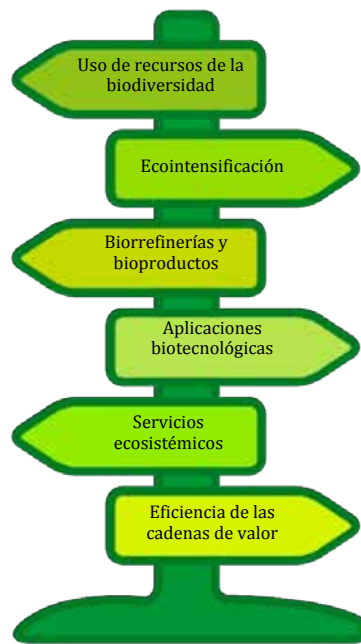 Uso de recursos de la
biodiversidad
Ecointensificación
Biorrefinerías y
bioproductos
Aplicaciones
biotecnológicas
Servicios
ecosistémicos
Eficiencia de las
cadenas de valor